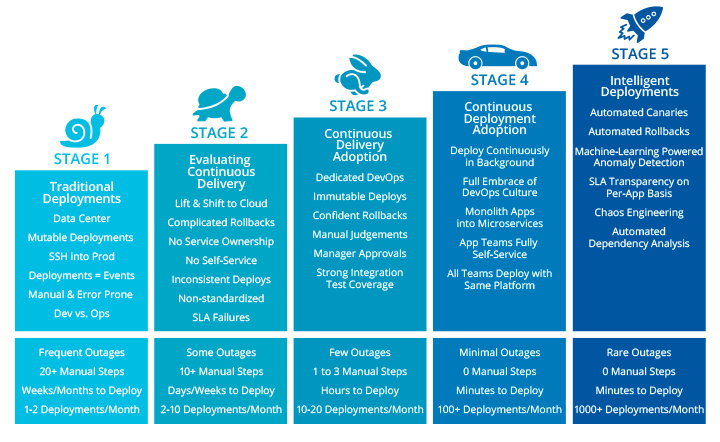 STAGE 1
Traditional
Deployments
Data Center
Mutable Deployments
SSH into Prod
Deployments = Events
Manual & Error Prone
Dev vs. Ops
Frequent Outages
20+ Manual Steps
Weeks/Months to Deploy
1-2 Deployments/Month
STAGE 2
Evaluating
Continuous
Delivery
Lift & Shift to Cloud
Complicated Rollbacks
No Service Ownership
No Self-Service
Inconsistent Deploys
Non-standardized
SLA Failures
Some Outages
10+ Manual Steps
Days/Weeks to Deploy
2-10 Deployments/Month
STAGE 3
Continuous
Delivery
Adoption
Dedicated DevOps
Immutable Deploys
Confident Rollbacks
Manual Judgements
Manager Approvals
Strong Integration
Test Coverage
Few Outages
1 to 3 Manual Steps
Hours to Deploy
10-20 Deployments/Month
STAGE 4
Continuous
Deployment
Adoption
Deploy Continuously
in Background
Full Embrace of
DevOps Culture
Monolith Apps
into Microservices
App Teams Fully
Self-Service
All Teams Deploy with
Same Platform
Minimal Outages
0 Manual Steps
Minutes to Deploy
100+ Deployments/Month
STAGE 5
Intelligent
Deployments
Automated Canaries
Automated Rollbacks
Machine-Learning Powered
Anomaly Detection
SLA Transparency on
Per-App Basis
Chaos Engineering
Automated
Dependency Analysis
Rare Outages
0 Manual Steps
Minutes to Deploy
1000+ Deployments/Month